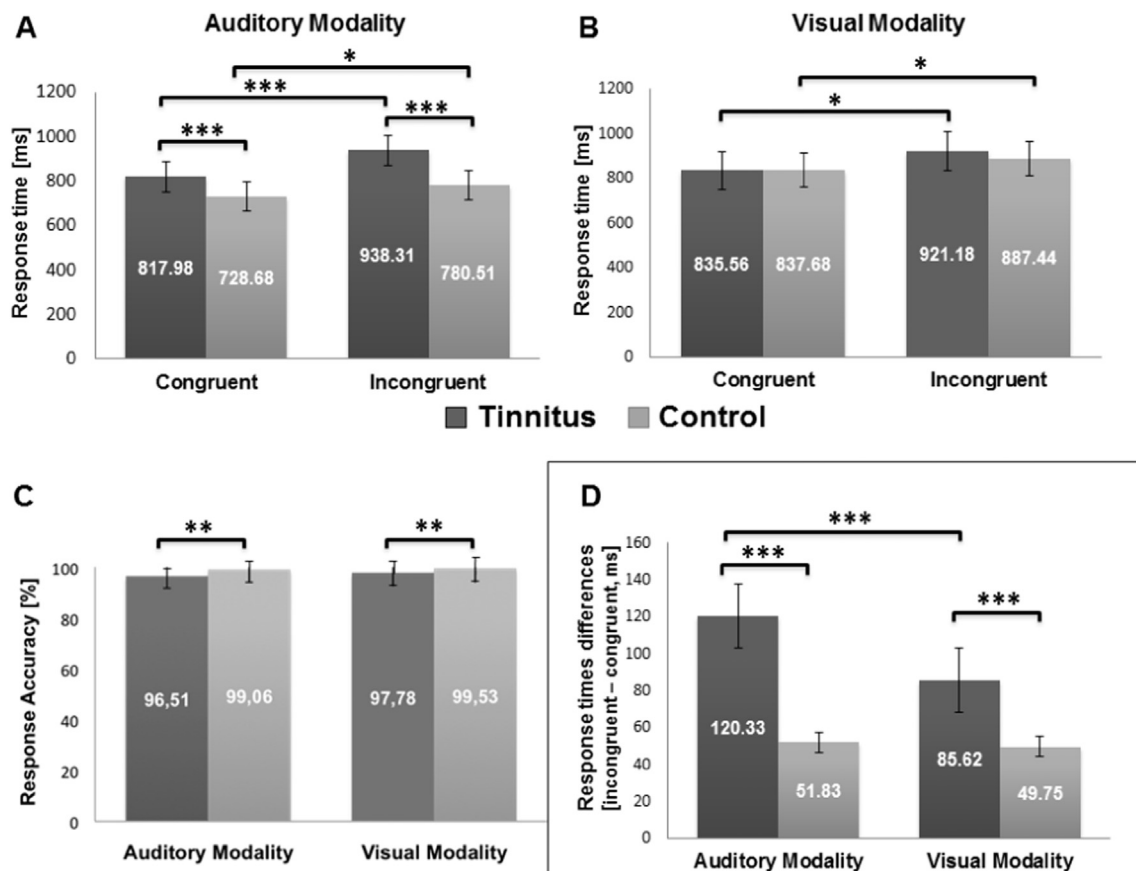 A
Auditory Modality
*
***
***
***
Response time [ms]
1200
1000
800
600
400
200
0
817.98
728.68
938.31
780.51
Congruent
Incongruent
B
Visual Modality
*
*
Response time [ms]
1200
1000
800
600
400
200
0
835.56
837.68
921.18
887.44
Congruent
Incongruent
Tinnitus
Control
C
**
**
Response Accuracy [%]
100
80
60
40
20
0
96,51
99,06
97,78
99,53
Auditory Modality
Visual Modality
D
***
***
***
Response times differences
[incongruent – congruent, ms]
160
140
120
100
80
60
40
20
0
120.33
51.83
85.62
49.75
Auditory Modality
Visual Modality